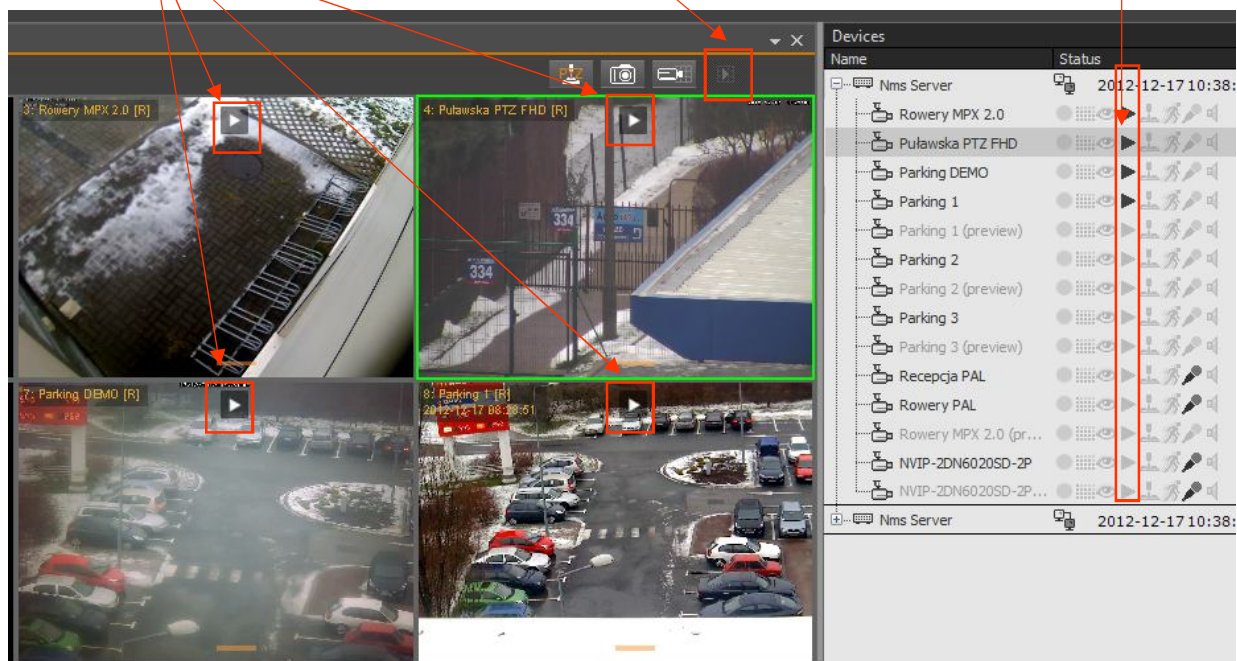 Devices
Name Status
PTZ
3: Rowery MPX 2.0 [R]
4: Puławska PTZ FHD [R]
334
334
7: Parking DEMO [R]
8: Parking 1 [R]
2012-12-17 08:28:51
Nms Server 2012-12-17 10:38:
Rowery MPX 2.0
Puławska PTZ FHD
Parking DEMO
Parking 1
Parking 1 (preview)
Parking 2
Parking 2 (preview)
Parking 3
Parking 3 (preview)
Recepcja PAL
Rowery PAL
Rowery MPX 2.0 (pr...
NVIP-2DN6020SD-2P
NVIP-2DN6020SD-2P...
Nms Server 2012-12-17 10:38: